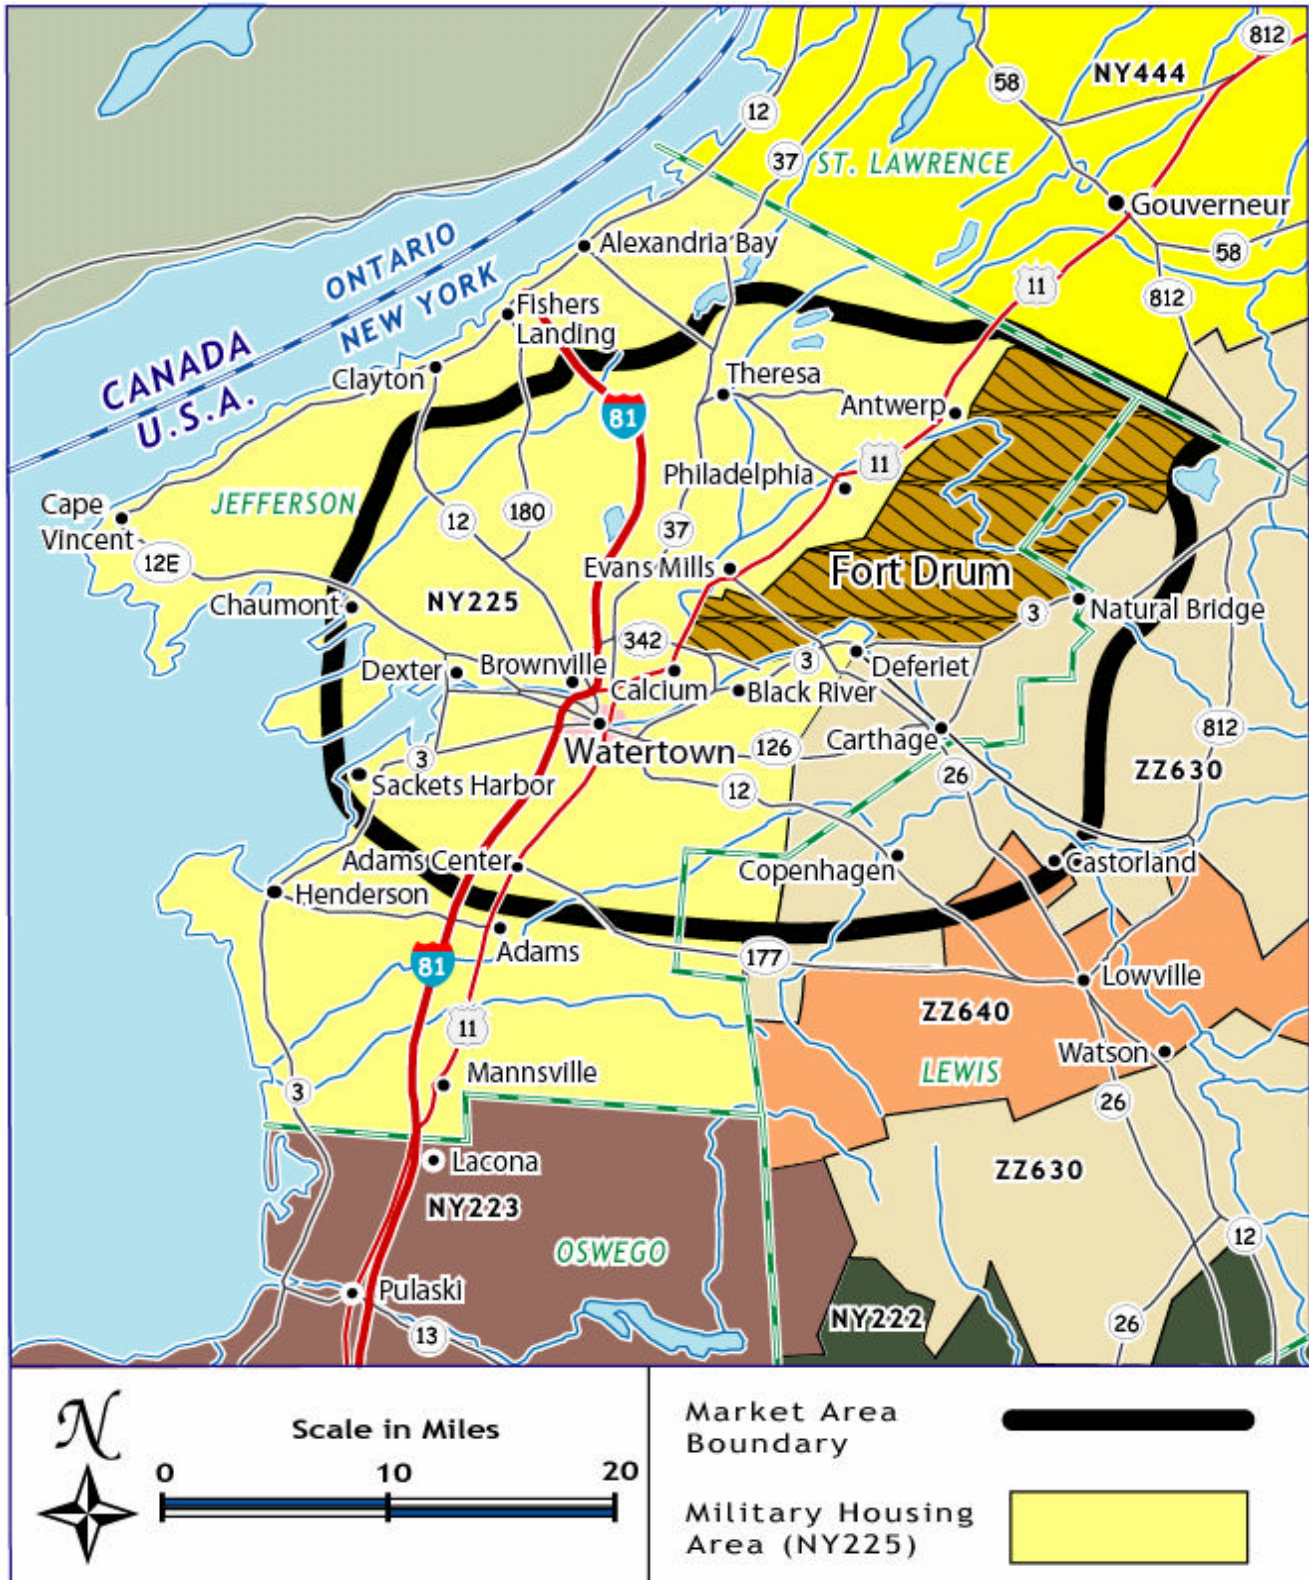 812
NY444
58
12
37
ST. LAWRENCE
Gouverneur
ONTARIO
NEW YORK
Alexandria Bay
58
11
812
Fishers
Landing
CANADA
U.S.A.
Clayton
Theresa
81
Antwerp
11
Philadelphia
JEFFERSON
Cape
Vincent
12E
12
180
37
Evans Mills
Fort Drum
Chaumont
NY225
3
Natural Bridge
342
Dexter
Brownville
Calcium
3
Deferiet
Black River
Watertown
126
Carthage
812
3
Sackets Harbor
12
26
ZZ630
Adams Center
Copenhagen
Castorland
Henderson
Adams
81
177
Lowville
11
ZZ640
Watson
LEWIS
Mannsville
3
26
Lacona
ZZ630
NY223
OSWEGO
12
Pulaski
13
NY222
26
N
Scale in Miles
0 10 20
Market Area
Boundary
Military Housing
Area (NY225)